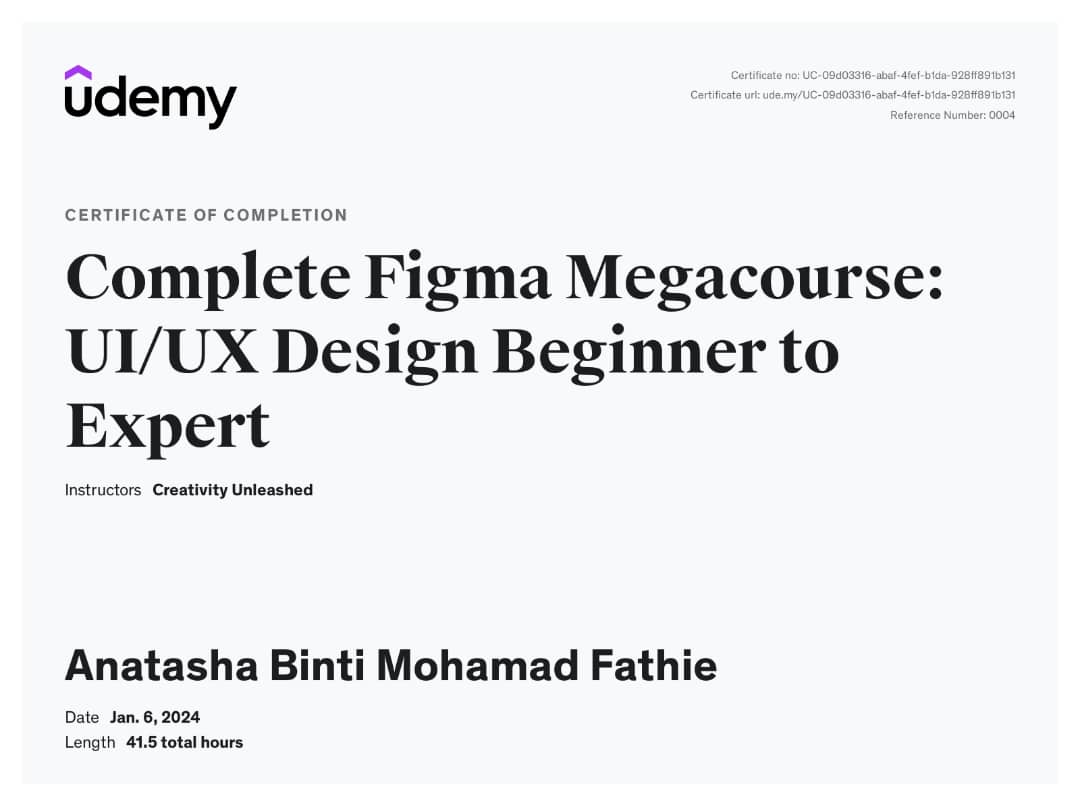 udemy
Certificate no: UC-09d03316-abaf-4fef-b1da-928ff891b131
Certificate url: ude.my/UC-09d03316-abaf-4fef-b1da-928ff891b131
Reference Number: 0004
CERTIFICATE OF COMPLETION
Complete Figma Megacourse:
UI/UX Design Beginner to
Expert
Instructors Creativity Unleashed
Anatasha Binti Mohamad Fathie
Date Jan. 6, 2024
Length 41.5 total hours